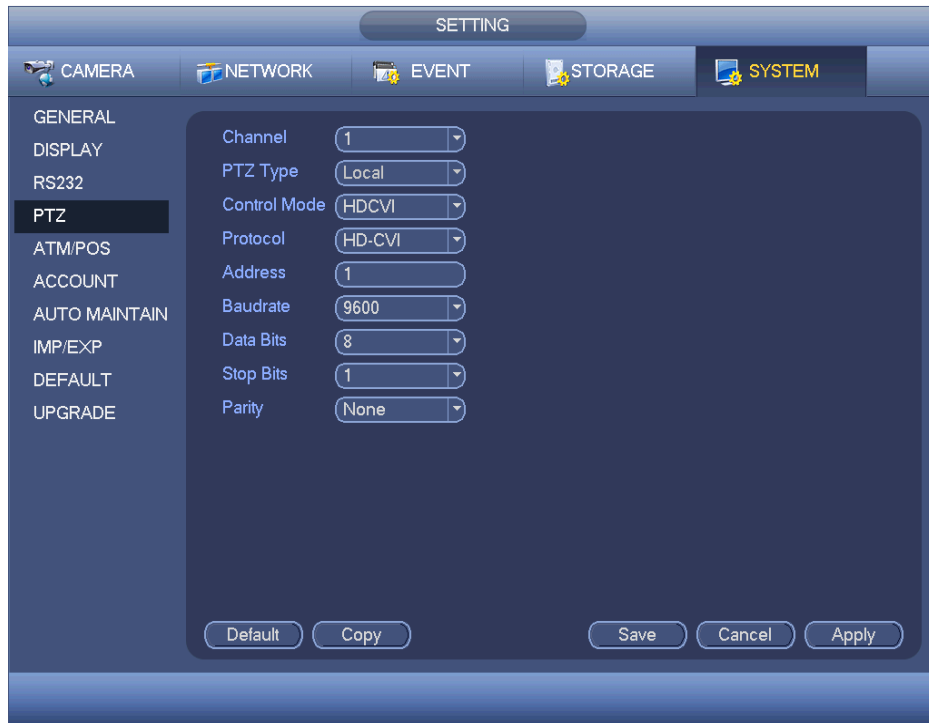 SETTING
CAMERA NETWORK EVENT STORAGE SYSTEM
GENERAL
DISPLAY
RS232
PTZ
ATM/POS
ACCOUNT
AUTO MAINTAIN
IMP/EXP
DEFAULT
UPGRADE
Channel 1
PTZ Type Local
Control Mode HDCVI
Protocol HD-CVI
Address 1
Baudrate 9600
Data Bits 8
Stop Bits 1
Parity None
Default Copy Save Cancel Apply